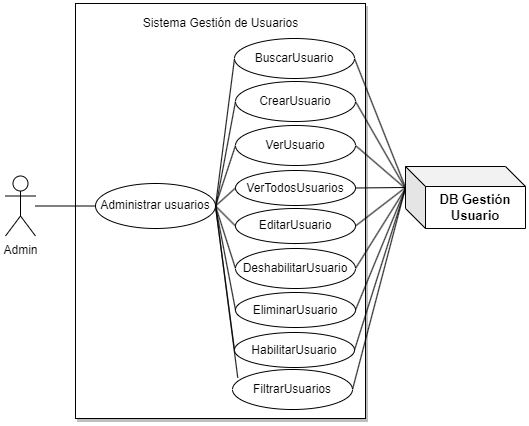 Sistema Gestión de Usuarios
BuscarUsuario
CrearUsuario
VerUsuario
VerTodosUsuarios
Administrar usuarios
DB Gestión
Usuario
EditarUsuario
Admin
DeshabilitarUsuario
EliminarUsuario
HabilitarUsuario
FiltrarUsuarios